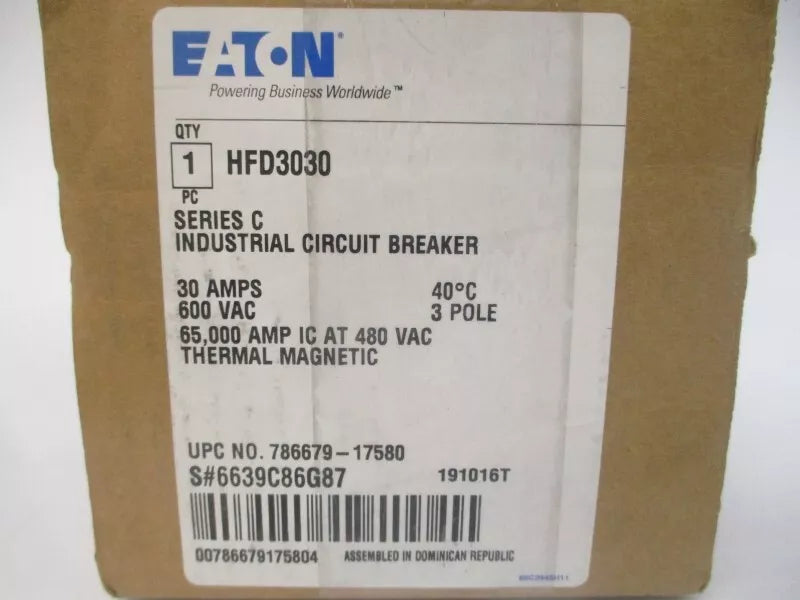 EATON
Powering Business Worldwide™
QTY
1 HFD3030
PC
SERIES C
INDUSTRIAL CIRCUIT BREAKER
30 AMPS 40°C
600 VAC 3 POLE
65,000 AMP IC AT 480 VAC
THERMAL MAGNETIC
UPC NO. 786679-17580
S#6639C86G87 191016T
00786679175804 ASSEMBLED IN DOMINICAN REPUBLIC